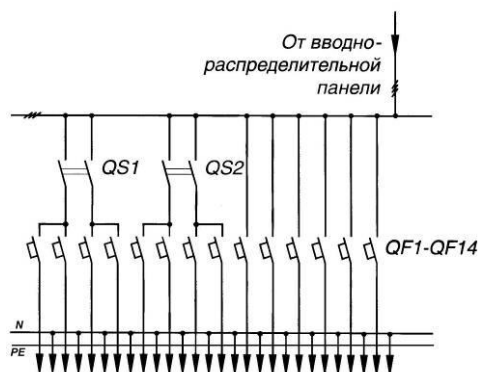 От вводно-
распределительной
панели
QS1
QS2
QF1-QF14
N
PE